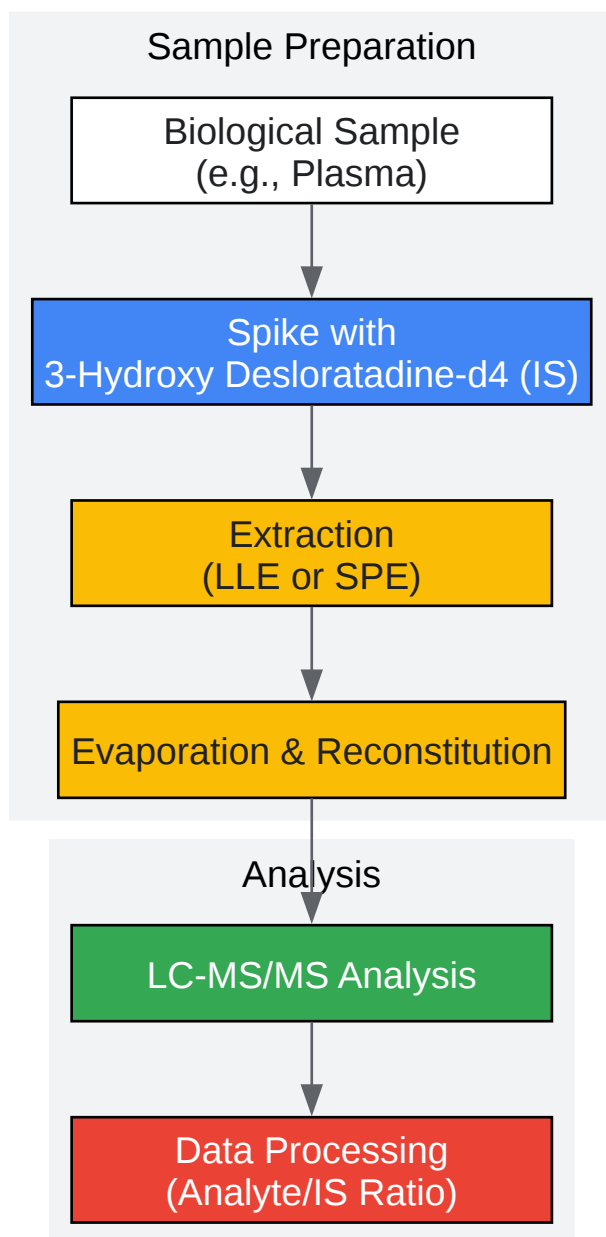 Sample Preparation
Biological Sample
(e.g., Plasma)
Spike with
3-Hydroxy Desloratadine-d4 (IS)
Extraction
(LLE or SPE)
Evaporation & Reconstitution
Analysis
LC-MS/MS Analysis
Data Processing
(Analyte/IS Ratio)